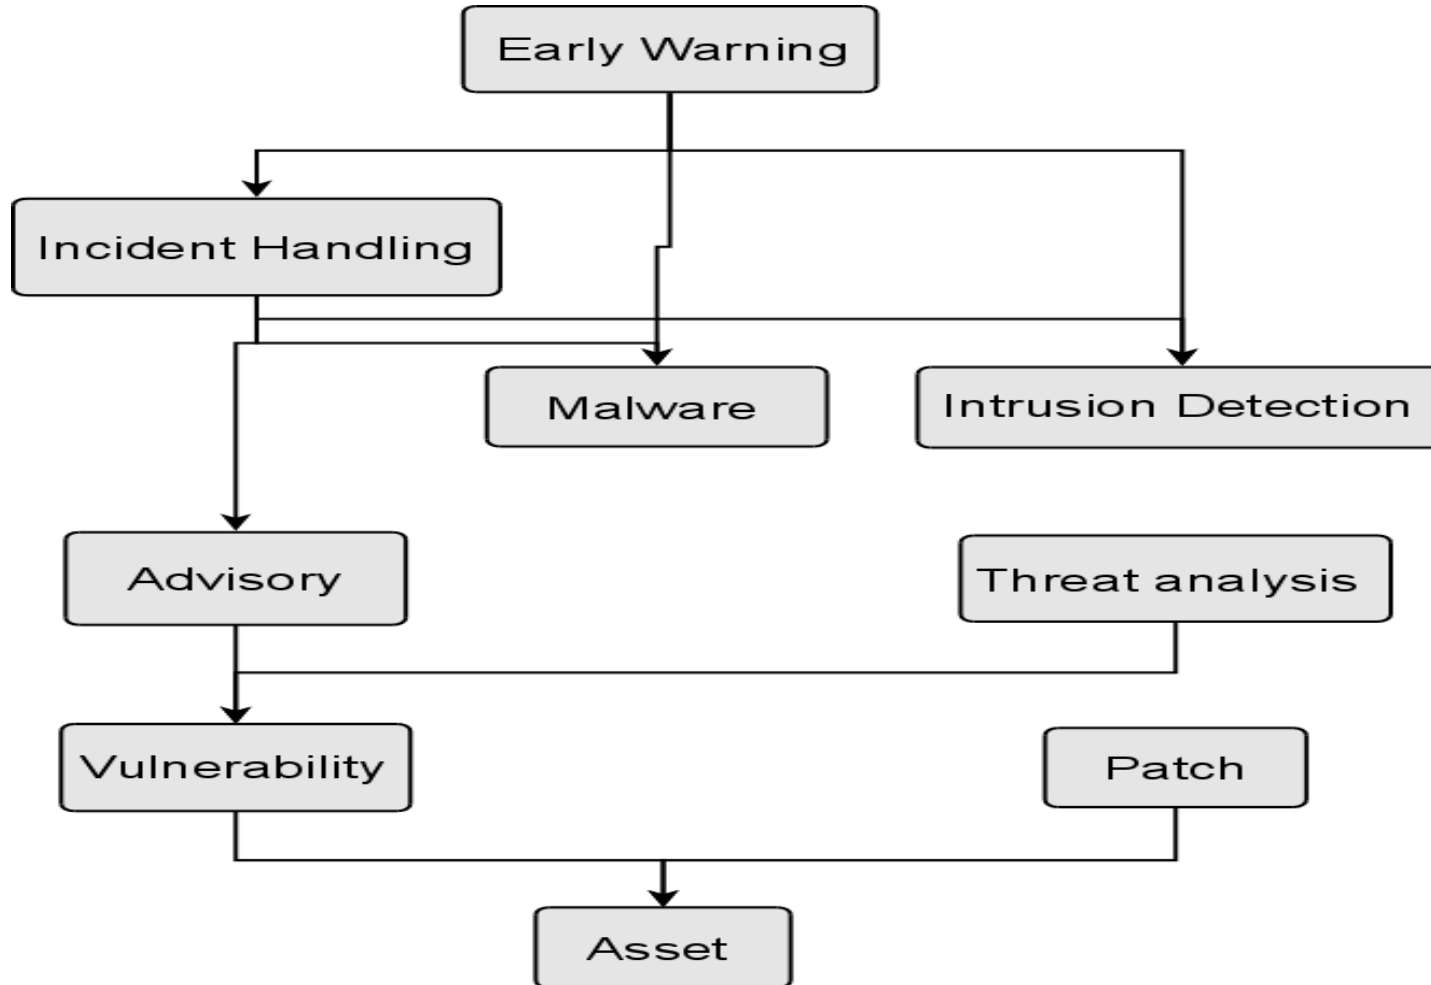 Early Warning
Incident Handling
Malware
Intrusion Detection
Advisory
Threat analysis
Vulnerability
Patch
Asset